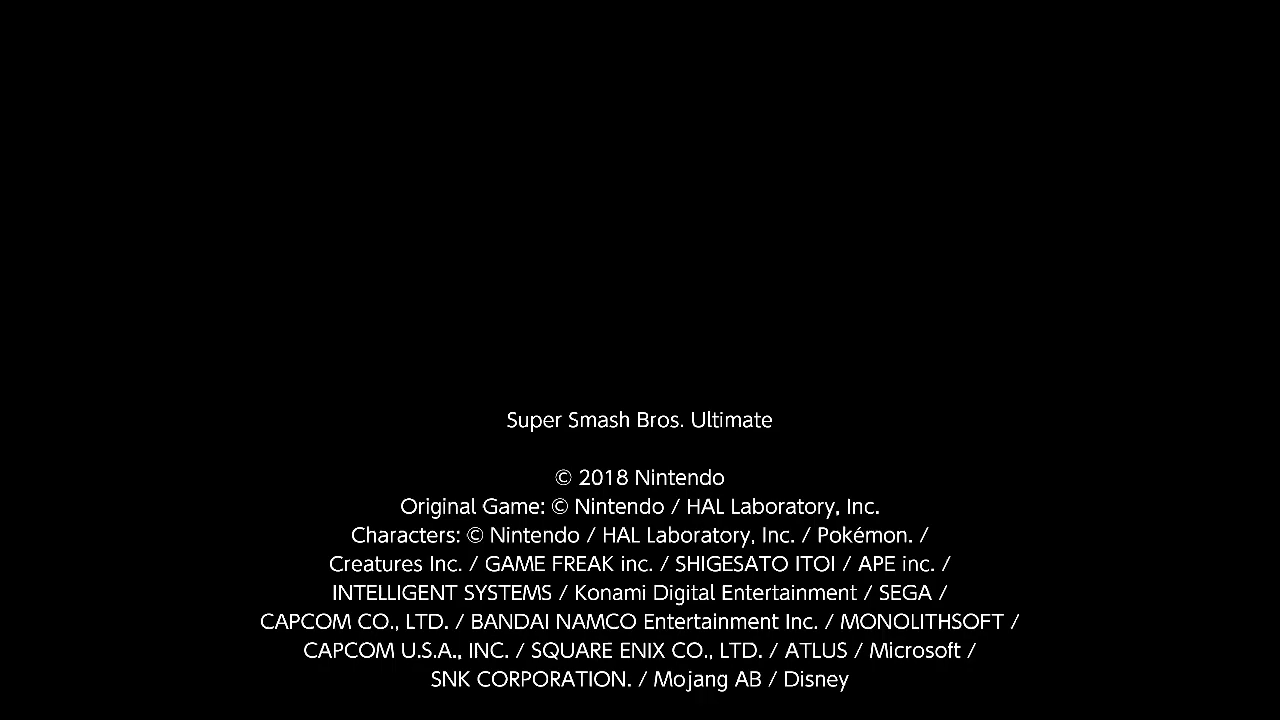 Super Smash Bros. Ultimate
© 2018 Nintendo
Original Game: © Nintendo / HAL Laboratory, Inc.
Characters: © Nintendo / HAL Laboratory, Inc. / Pokémon. /
Creatures Inc. / GAME FREAK inc. / SHIGESATO ITOI / APE inc. /
INTELLIGENT SYSTEMS / Konami Digital Entertainment / SEGA /
CAPCOM CO., LTD. / BANDAI NAMCO Entertainment Inc. / MONOLITHSOFT /
CAPCOM U.S.A., INC. / SQUARE ENIX CO., LTD. / ATLUS / Microsoft /
SNK CORPORATION. / Mojang AB / Disney